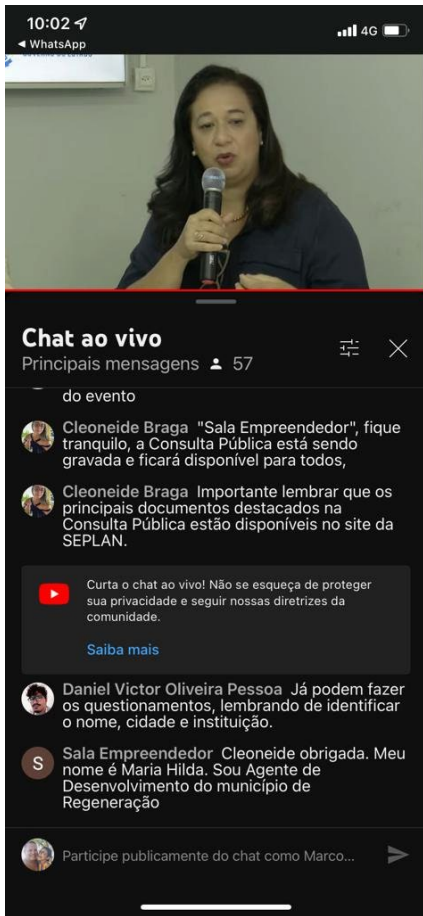 10:02
4G
◀ WhatsApp
Chat ao vivo
Principais mensagens 57
do evento
Cleoneide Braga "Sala Empreendedor", fique
tranquilo, a Consulta Pública está sendo
gravada e ficará disponível para todos,
Cleoneide Braga Importante lembrar que os
principais documentos destacados na
Consulta Pública estão disponíveis no site da
SEPLAN.
Curta o chat ao vivo! Não se esqueça de proteger
sua privacidade e seguir nossas diretrizes da
comunidade.
Saiba mais
Daniel Victor Oliveira Pessoa Já podem fazer
os questionamentos, lembrando de identificar
o nome, cidade e instituição.
S
Sala Empreendedor Cleoneide obrigada. Meu
nome é Maria Hilda. Sou Agente de
Desenvolvimento do município de
Regeneração
Participe publicamente do chat como Marco...